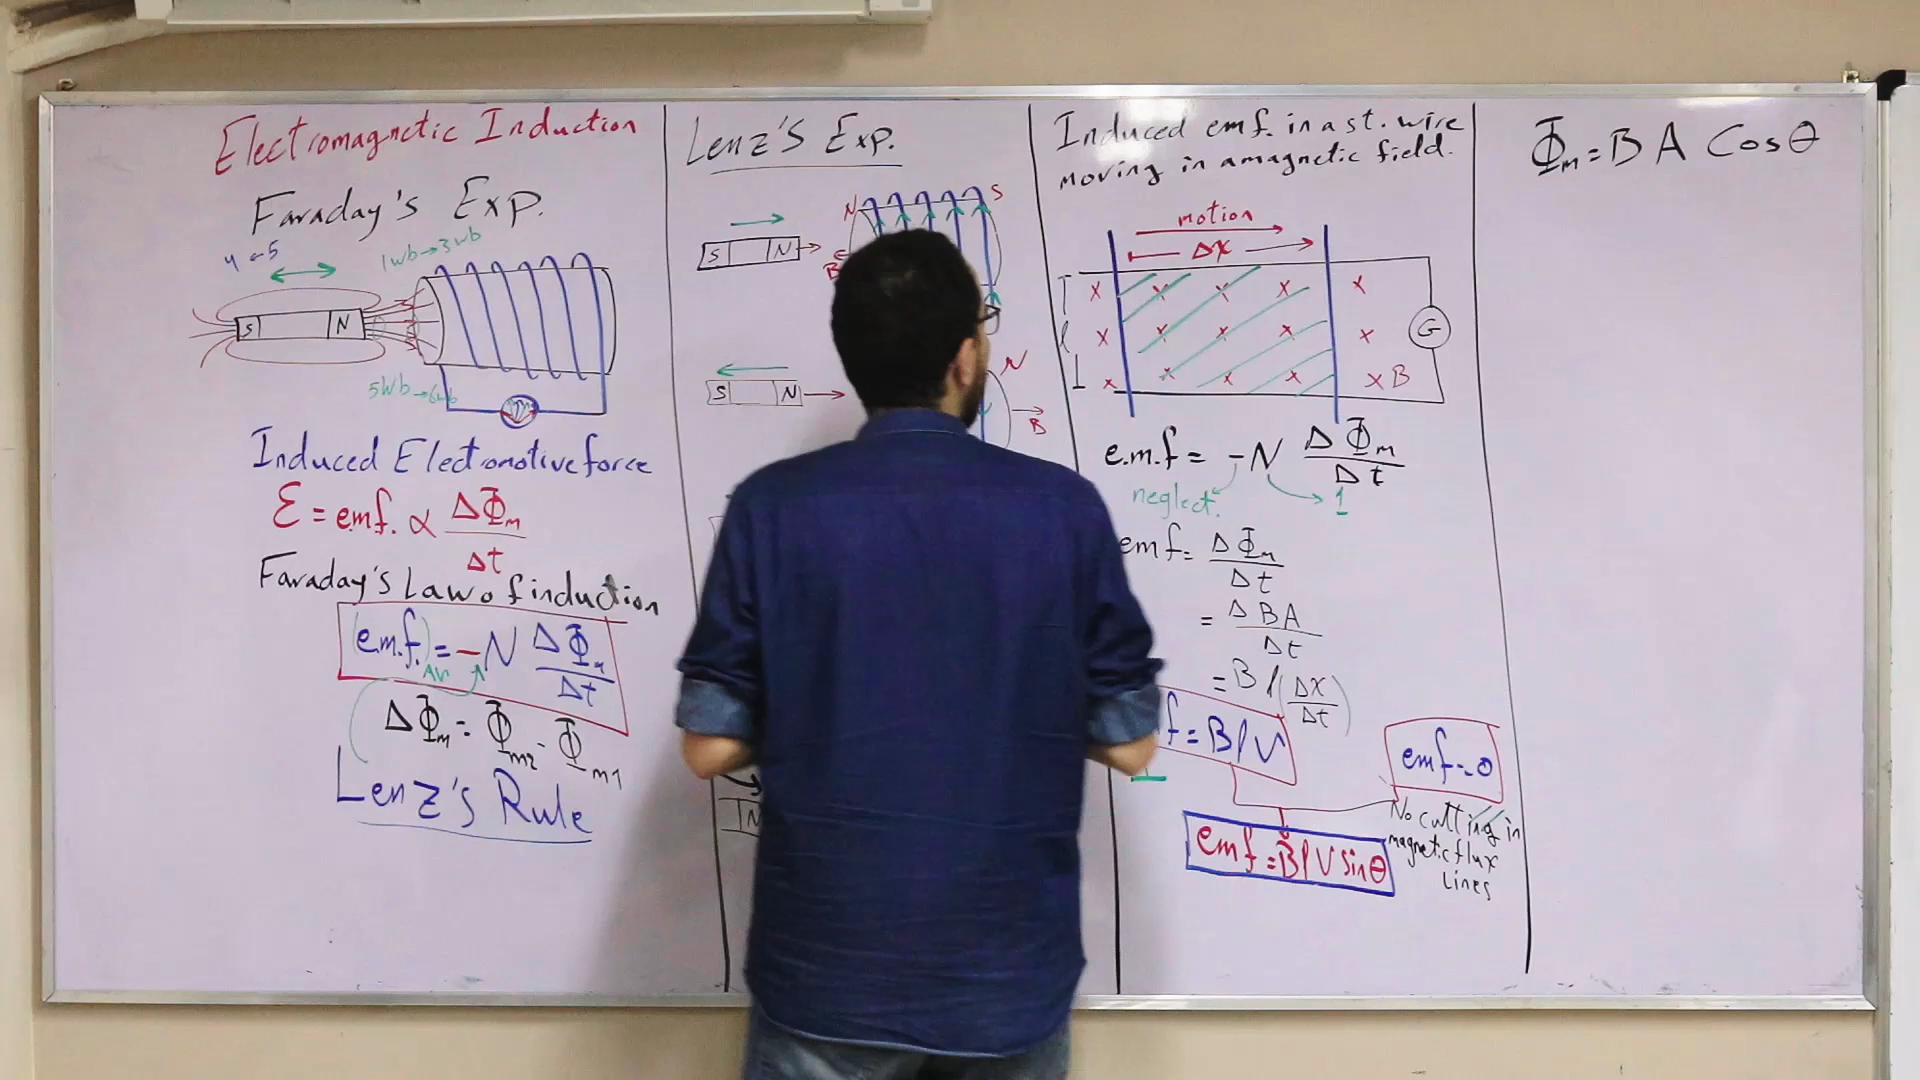 Electromagnetic Induction
Faraday's Exp.
4 ← 5
1wb→3wb
S N
5wb→6wb
Induced Electromotive force
Ɛ = emf. ∝ ΔΦm
Δt
Faraday's Law of induction
(e.m.f.) = -N ΔΦm
Δt
ΔΦm = Φm2 - Φm1
Lenz's Rule
Lenz'S Exp.
N S
S N
B
N
S N
B
N
Induced emf. in a st. wire
moving in a magnetic field.
motion
ΔX
x x x x x
l x x x x x G
x x x x x B
e.m.f = -N ΔΦm
Δt
neglect. 1
emf = ΔΦm
Δt
= ΔBA
Δt
= Bl(ΔX
Δt)
f = BlV
emf = 0
No cutting in
magnetic flux
Lines
emf = BlV sinθ
Φm = B A Cosθ